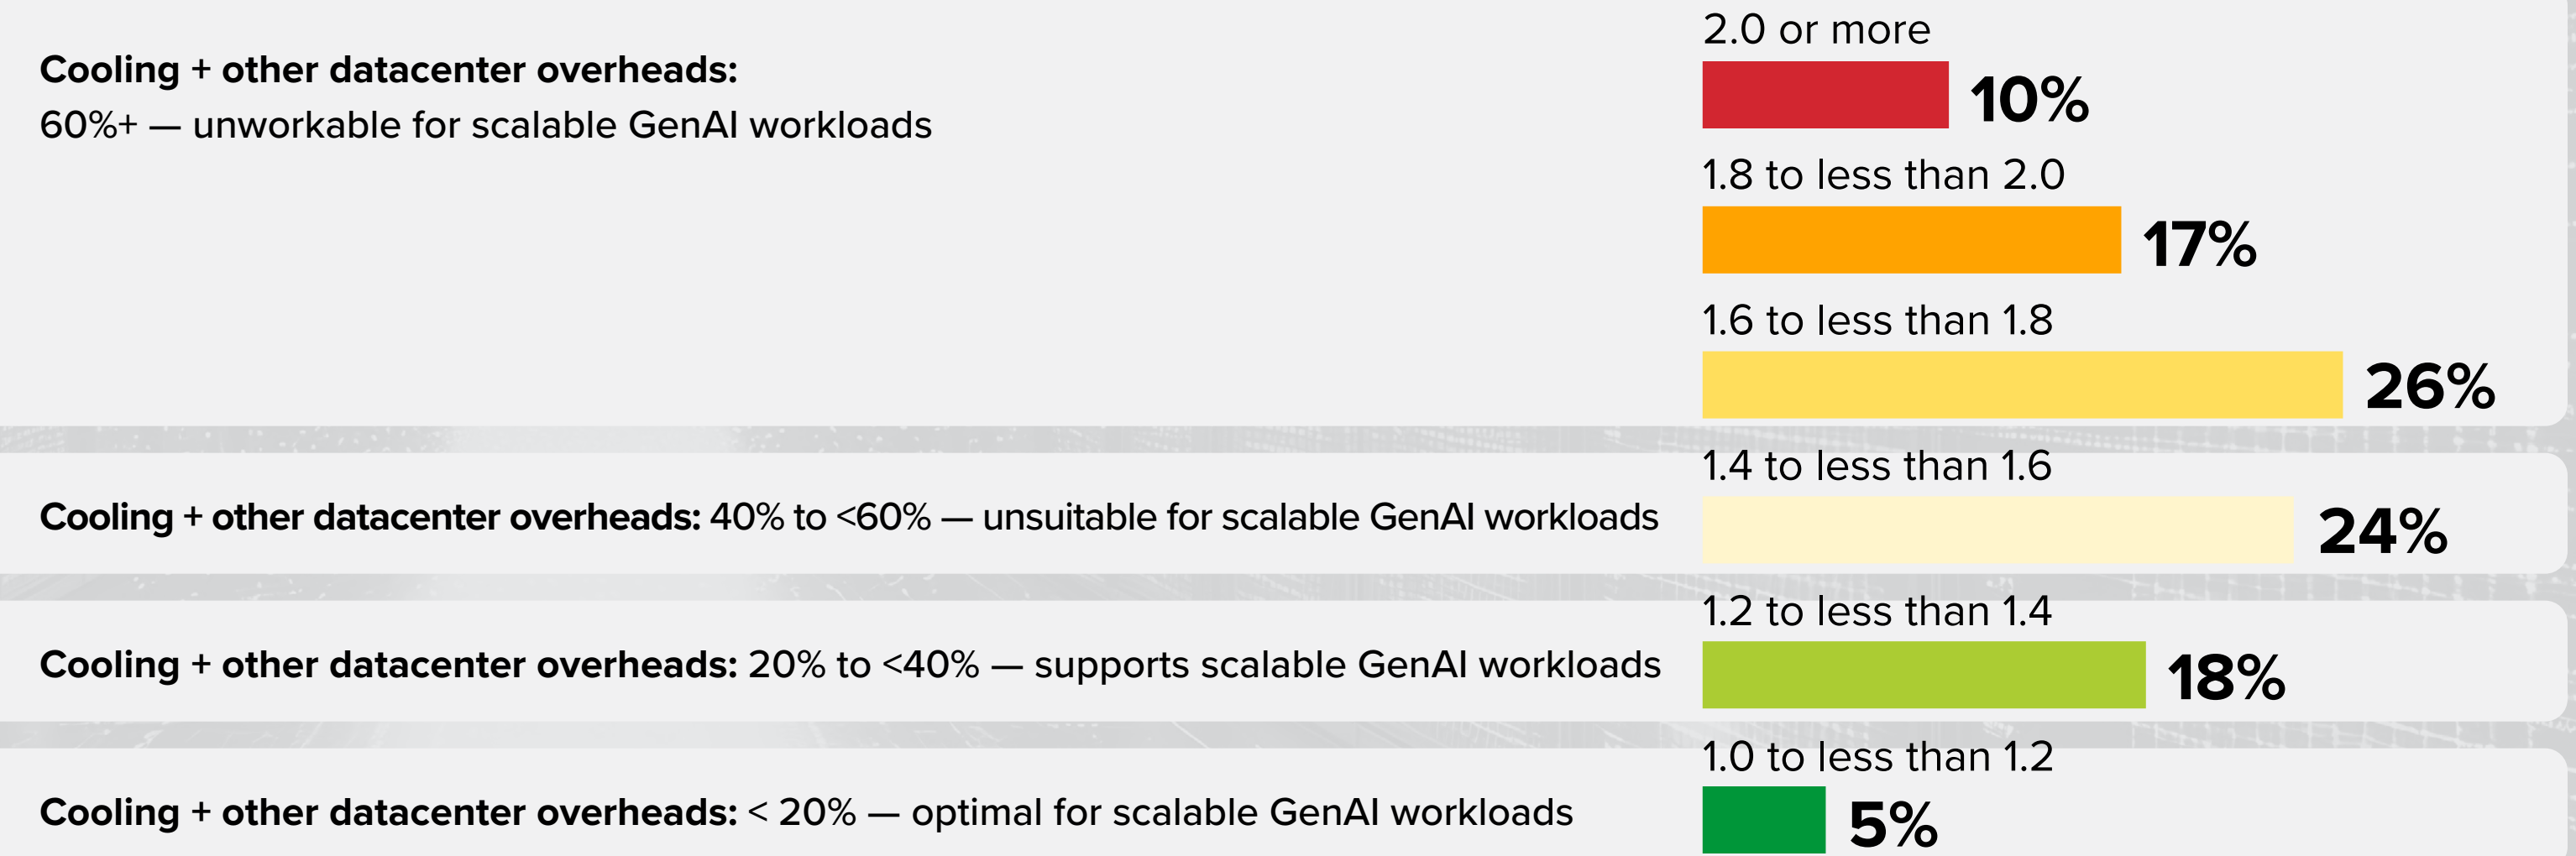 2.0 or more
Cooling + other datacenter overheads:
10%
60%+ — unworkable for scalable GenAI workloads
1.8 to less than 2.0
17%
1.6 to less than 1.8
26%
1.4 to less than 1.6
Cooling + other datacenter overheads: 40% to <60% — unsuitable for scalable GenAI workloads
24%
1.2 to less than 1.4
Cooling + other datacenter overheads: 20% to <40% — supports scalable GenAI workloads
18%
1.0 to less than 1.2
Cooling + other datacenter overheads: < 20% — optimal for scalable GenAI workloads
5%